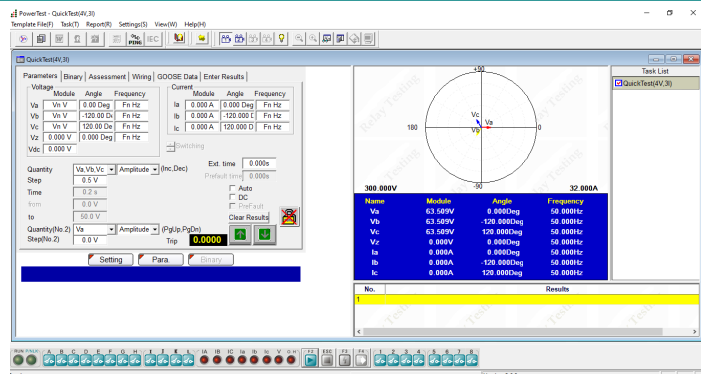 PowerTest - QuickTest(4V,3I)
Template File(F) Task(T) Report(R) Settings(S) View(W) Help(H)
PING IEC
QuickTest(4V,3I)
Parameters Binary Assessment Wiring GOOSE Data Enter Results
Voltage
Module Angle Frequency
Va Vn V 0.00 Deg Fn Hz
Vb Vn V -120.000 D Fn Hz
Vc Vn V 120.00 De Fn Hz
Vz 0.000 V 0.000 Deg Fn Hz
Vdc 0.000 V
Current
Module Angle Frequency
Ia 0.000 A 0.000 Deg Fn Hz
Ib 0.000 A -120.000 D Fn Hz
Ic 0.000 A 120.000 D Fn Hz
Switching
Quantity Va,Vb,Vc Amplitude (Inc,Dec)
Step 0.5 V
Time 0.2 s
from 0.0 V
to 50.0 V
Quantity(No.2) Va Amplitude (PgUp,PgDn)
Step(No.2) 0.0 V
Ext. time 0.000s
Prefault time 0.000s
Auto
DC
PreFault
Clear Results
Trip 0.0000
Setting Para. Binary
+90
180
0
-90
Vc
Va
Vb
300.000V 32.000A
Name Module Angle Frequency
Va 63.509V 0.000Deg 50.000Hz
Vb 63.509V -120.000Deg 50.000Hz
Vc 63.509V 120.000Deg 50.000Hz
Vz 0.000V 0.000Deg 50.000Hz
Ia 0.000A 0.000Deg 50.000Hz
Ib 0.000A -120.000Deg 50.000Hz
Ic 0.000A 120.000Deg 50.000Hz
No. Results
1
Task List
QuickTest(4V,3I)
Relay Testing
RUN A B C D E F G H I J K L IA IB IC Ia Ib Ic V O H F2 ESC F3 F4 1 2 3 4 5 6 7 8